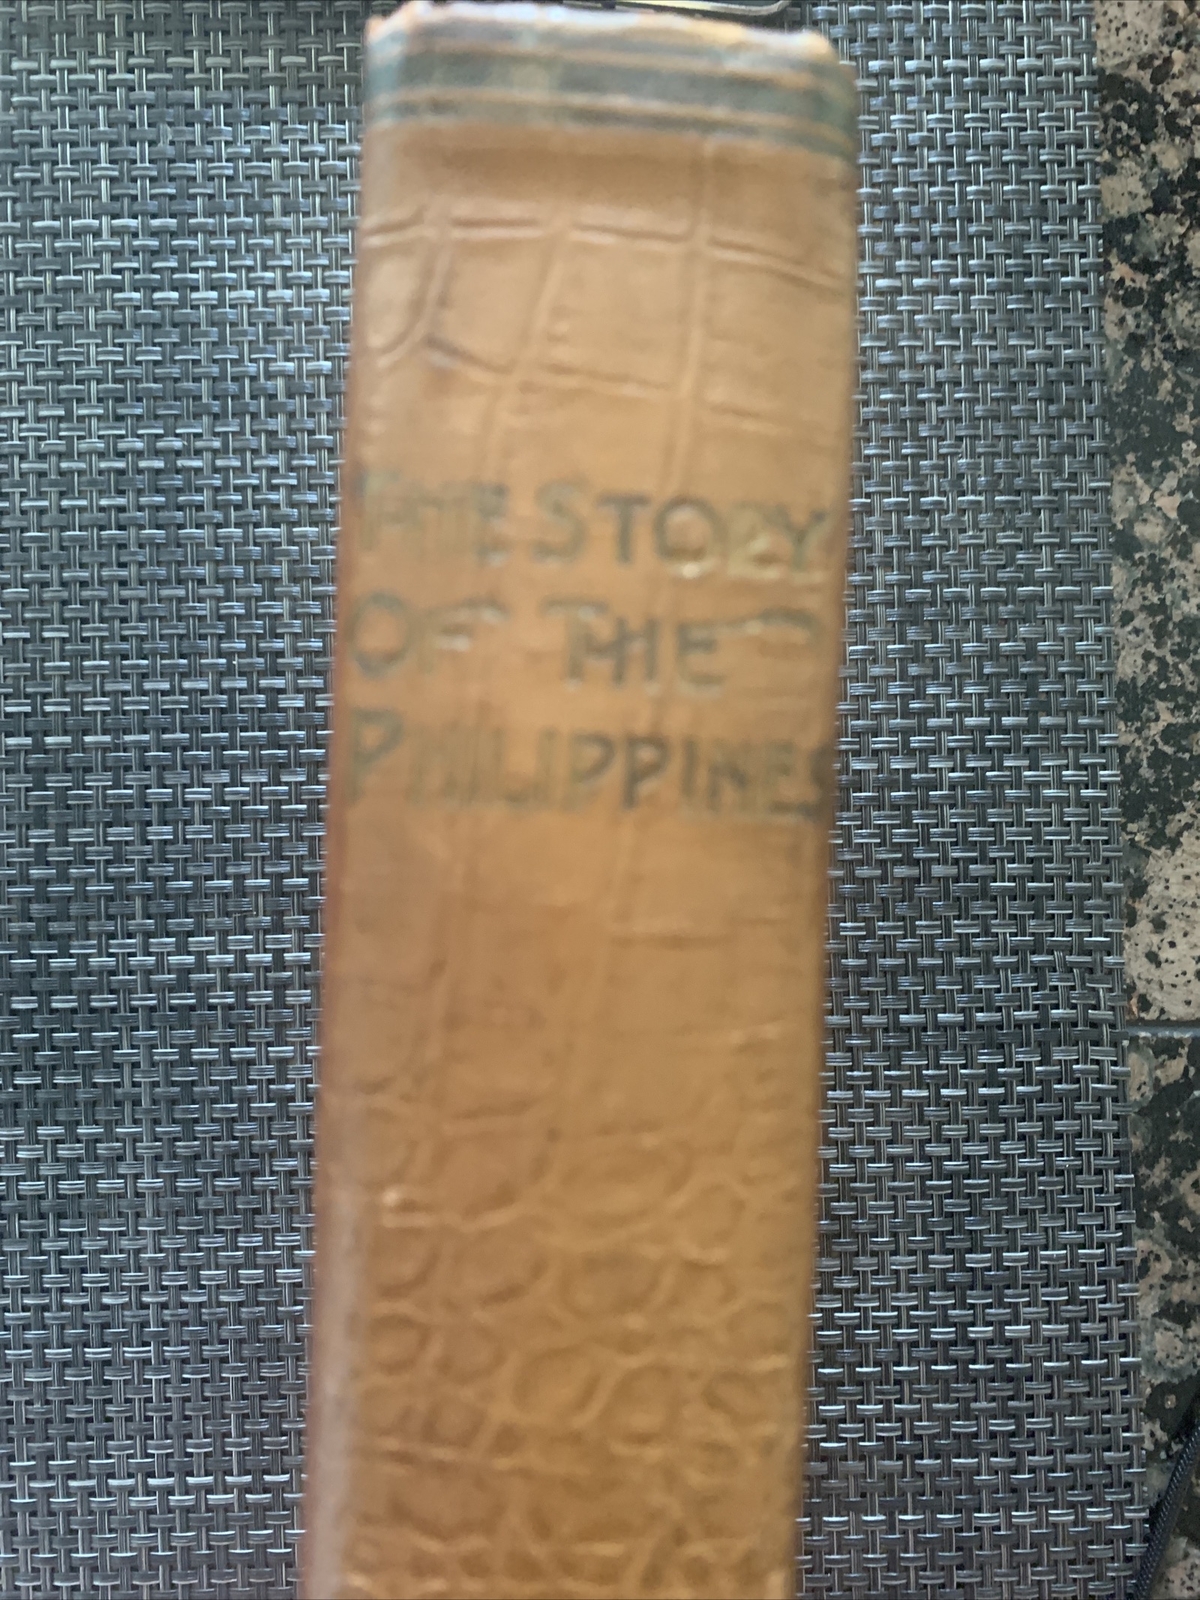 THE STORY
OF THE
PHILIPPINES